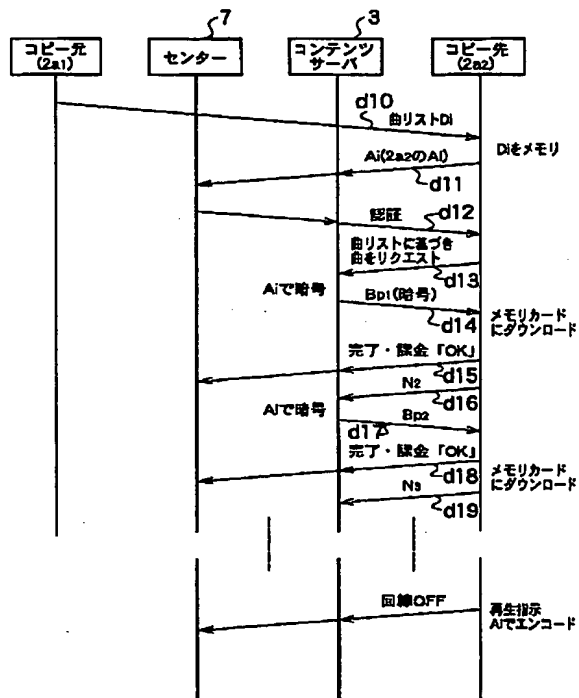 7
3
コピー元
(2a1)
センター
コンテンツ
サーバ
コピー先
(2a2)
d10
曲リストDi
Diをメモリ
Ai(2a2のAi)
d11
認証
d12
曲リストに基づき
曲をリクエスト
d13
Aiで暗号
Bp1(暗号)
d14
メモリカード
にダウンロード
完了・課金「OK」
d15
N2
d16
Aiで暗号
d17
Bp2
完了・課金「OK」
d18
メモリカード
にダウンロード
N3
d19
回線OFF
再生指示
Aiでエンコード